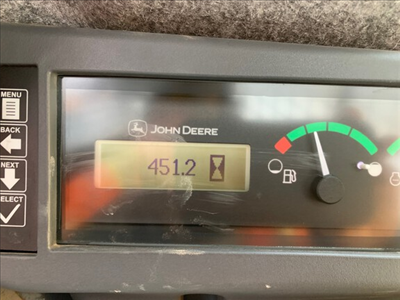 MENU
BACK
NEXT
SELECT
JOHN DEERE
451.2